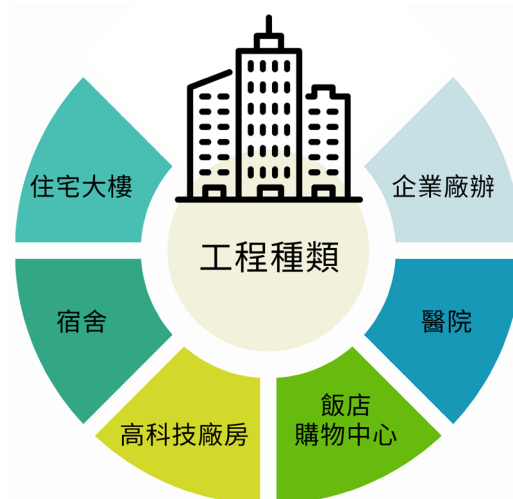 工程種類
住宅大樓
宿舍
高科技廠房
飯店
購物中心
醫院
企業廠辦